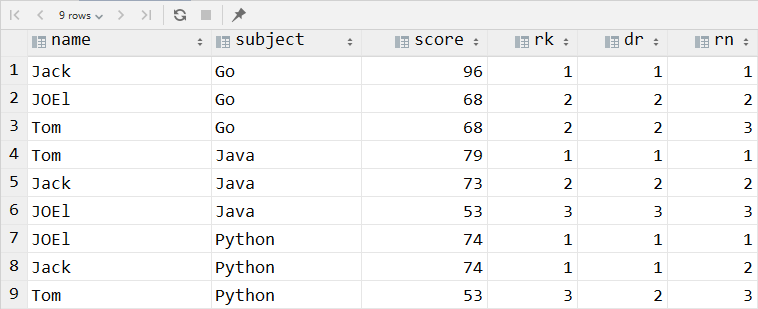 9 rows
name subject score rk dr rn
1 Jack Go 96 1 1 1
2 JOEl Go 68 2 2 2
3 Tom Go 68 2 2 3
4 Tom Java 79 1 1 1
5 Jack Java 73 2 2 2
6 JOEl Java 53 3 3 3
7 JOEl Python 74 1 1 1
8 Jack Python 74 1 1 2
9 Tom Python 53 3 2 3